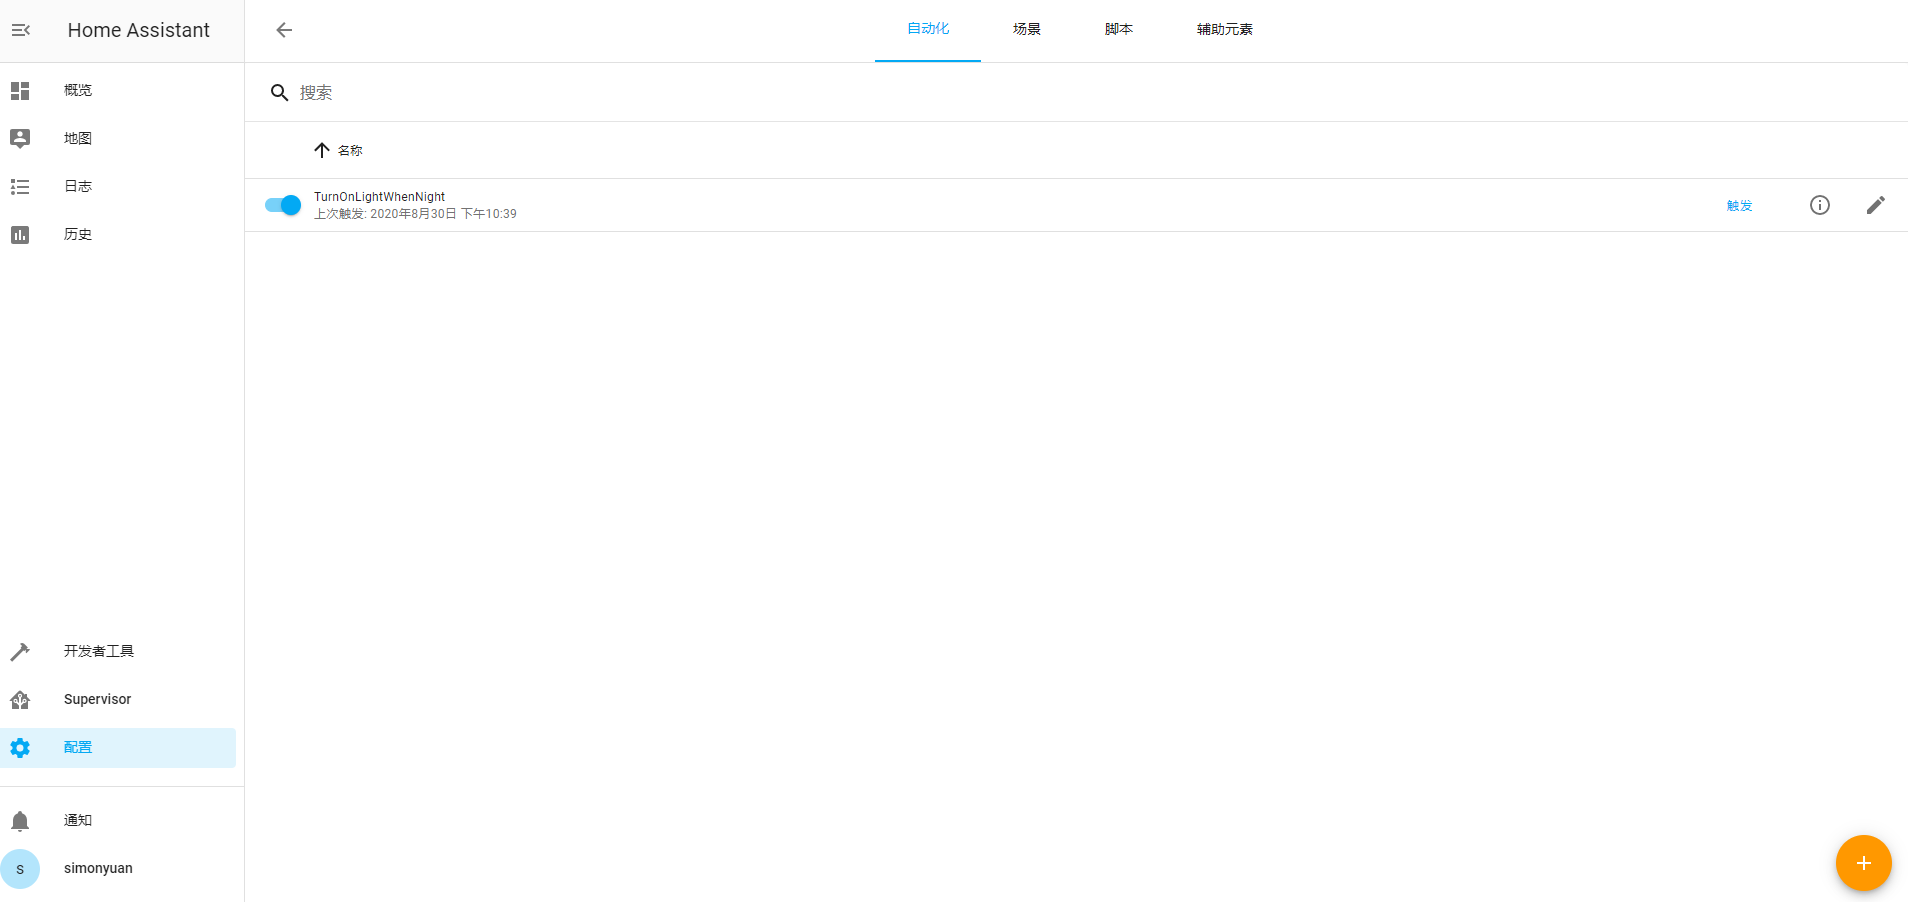 Home Assistant
自动化 场景 脚本 辅助元素
概览
地图
日志
历史
开发者工具
Supervisor
配置
通知
S
simonyuan
搜索
名称
TurnOnLightWhenNight
上次触发: 2020年8月30日 下午10:39
触发